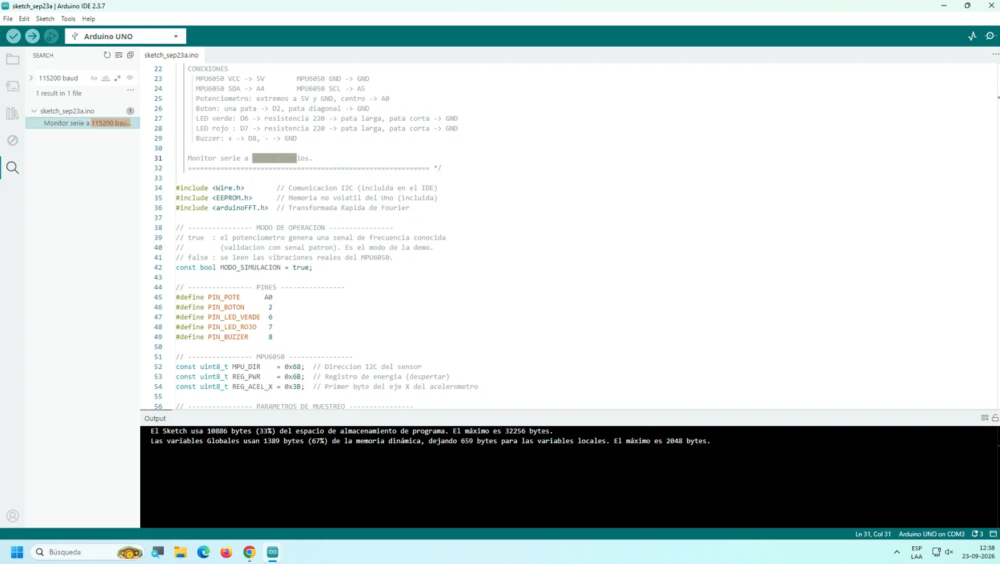 sketch_sep23a | Arduino IDE 2.3.7
File Edit Sketch Tools Help
Arduino UNO
SEARCH
115200 baud
Aa ab .*
1 result in 1 file
sketch_sep23a.ino 1
Monitor serie a 115200 bau...
sketch_sep23a.ino
22 CONEXIONES
23 MPU6050 VCC -> 5V MPU6050 GND -> GND
24 MPU6050 SDA -> A4 MPU6050 SCL -> A5
25 Potenciometro: extremos a 5V y GND, centro -> A0
26 Boton: una pata -> D2, pata diagonal -> GND
27 LED verde: D6 -> resistencia 220 -> pata larga, pata corta -> GND
28 LED rojo : D7 -> resistencia 220 -> pata larga, pata corta -> GND
29 Buzzer: + -> D8, - -> GND
30
31 Monitor serie a ios.
32 ============================================================ */
33
34 #include <Wire.h> // Comunicacion I2C (incluida en el IDE)
35 #include <EEPROM.h> // Memoria no volatil del Uno (incluida)
36 #include <arduinoFFT.h> // Transformada Rapida de Fourier
37
38 // ---------------- MODO DE OPERACION ----------------
39 // true : el potenciometro genera una senal de frecuencia conocida
40 // (validacion con senal patron). Es el modo de la demo.
41 // false : se leen las vibraciones reales del MPU6050.
42 const bool MODO_SIMULACION = true;
43
44 // ---------------- PINES ----------------
45 #define PIN_POTE A0
46 #define PIN_BOTON 2
47 #define PIN_LED_VERDE 6
48 #define PIN_LED_ROJO 7
49 #define PIN_BUZZER 8
50
51 // ---------------- MPU6050 ----------------
52 const uint8_t MPU_DIR = 0x68; // Direccion I2C del sensor
53 const uint8_t REG_PWR = 0x6B; // Registro de energia (despertar)
54 const uint8_t REG_ACEL_X = 0x3B; // Primer byte del eje X del acelerometro
55
56 // ---------------- PARAMETROS DE MUESTREO ----------------
Output
El Sketch usa 10886 bytes (33%) del espacio de almacenamiento de programa. El máximo es 32256 bytes.
Las variables Globales usan 1389 bytes (67%) de la memoria dinámica, dejando 659 bytes para las variables locales. El máximo es 2048 bytes.
Ln 31, Col 31 Arduino UNO on COM3 3
Búsqueda
ESP
LAA
12:38
23-09-2026